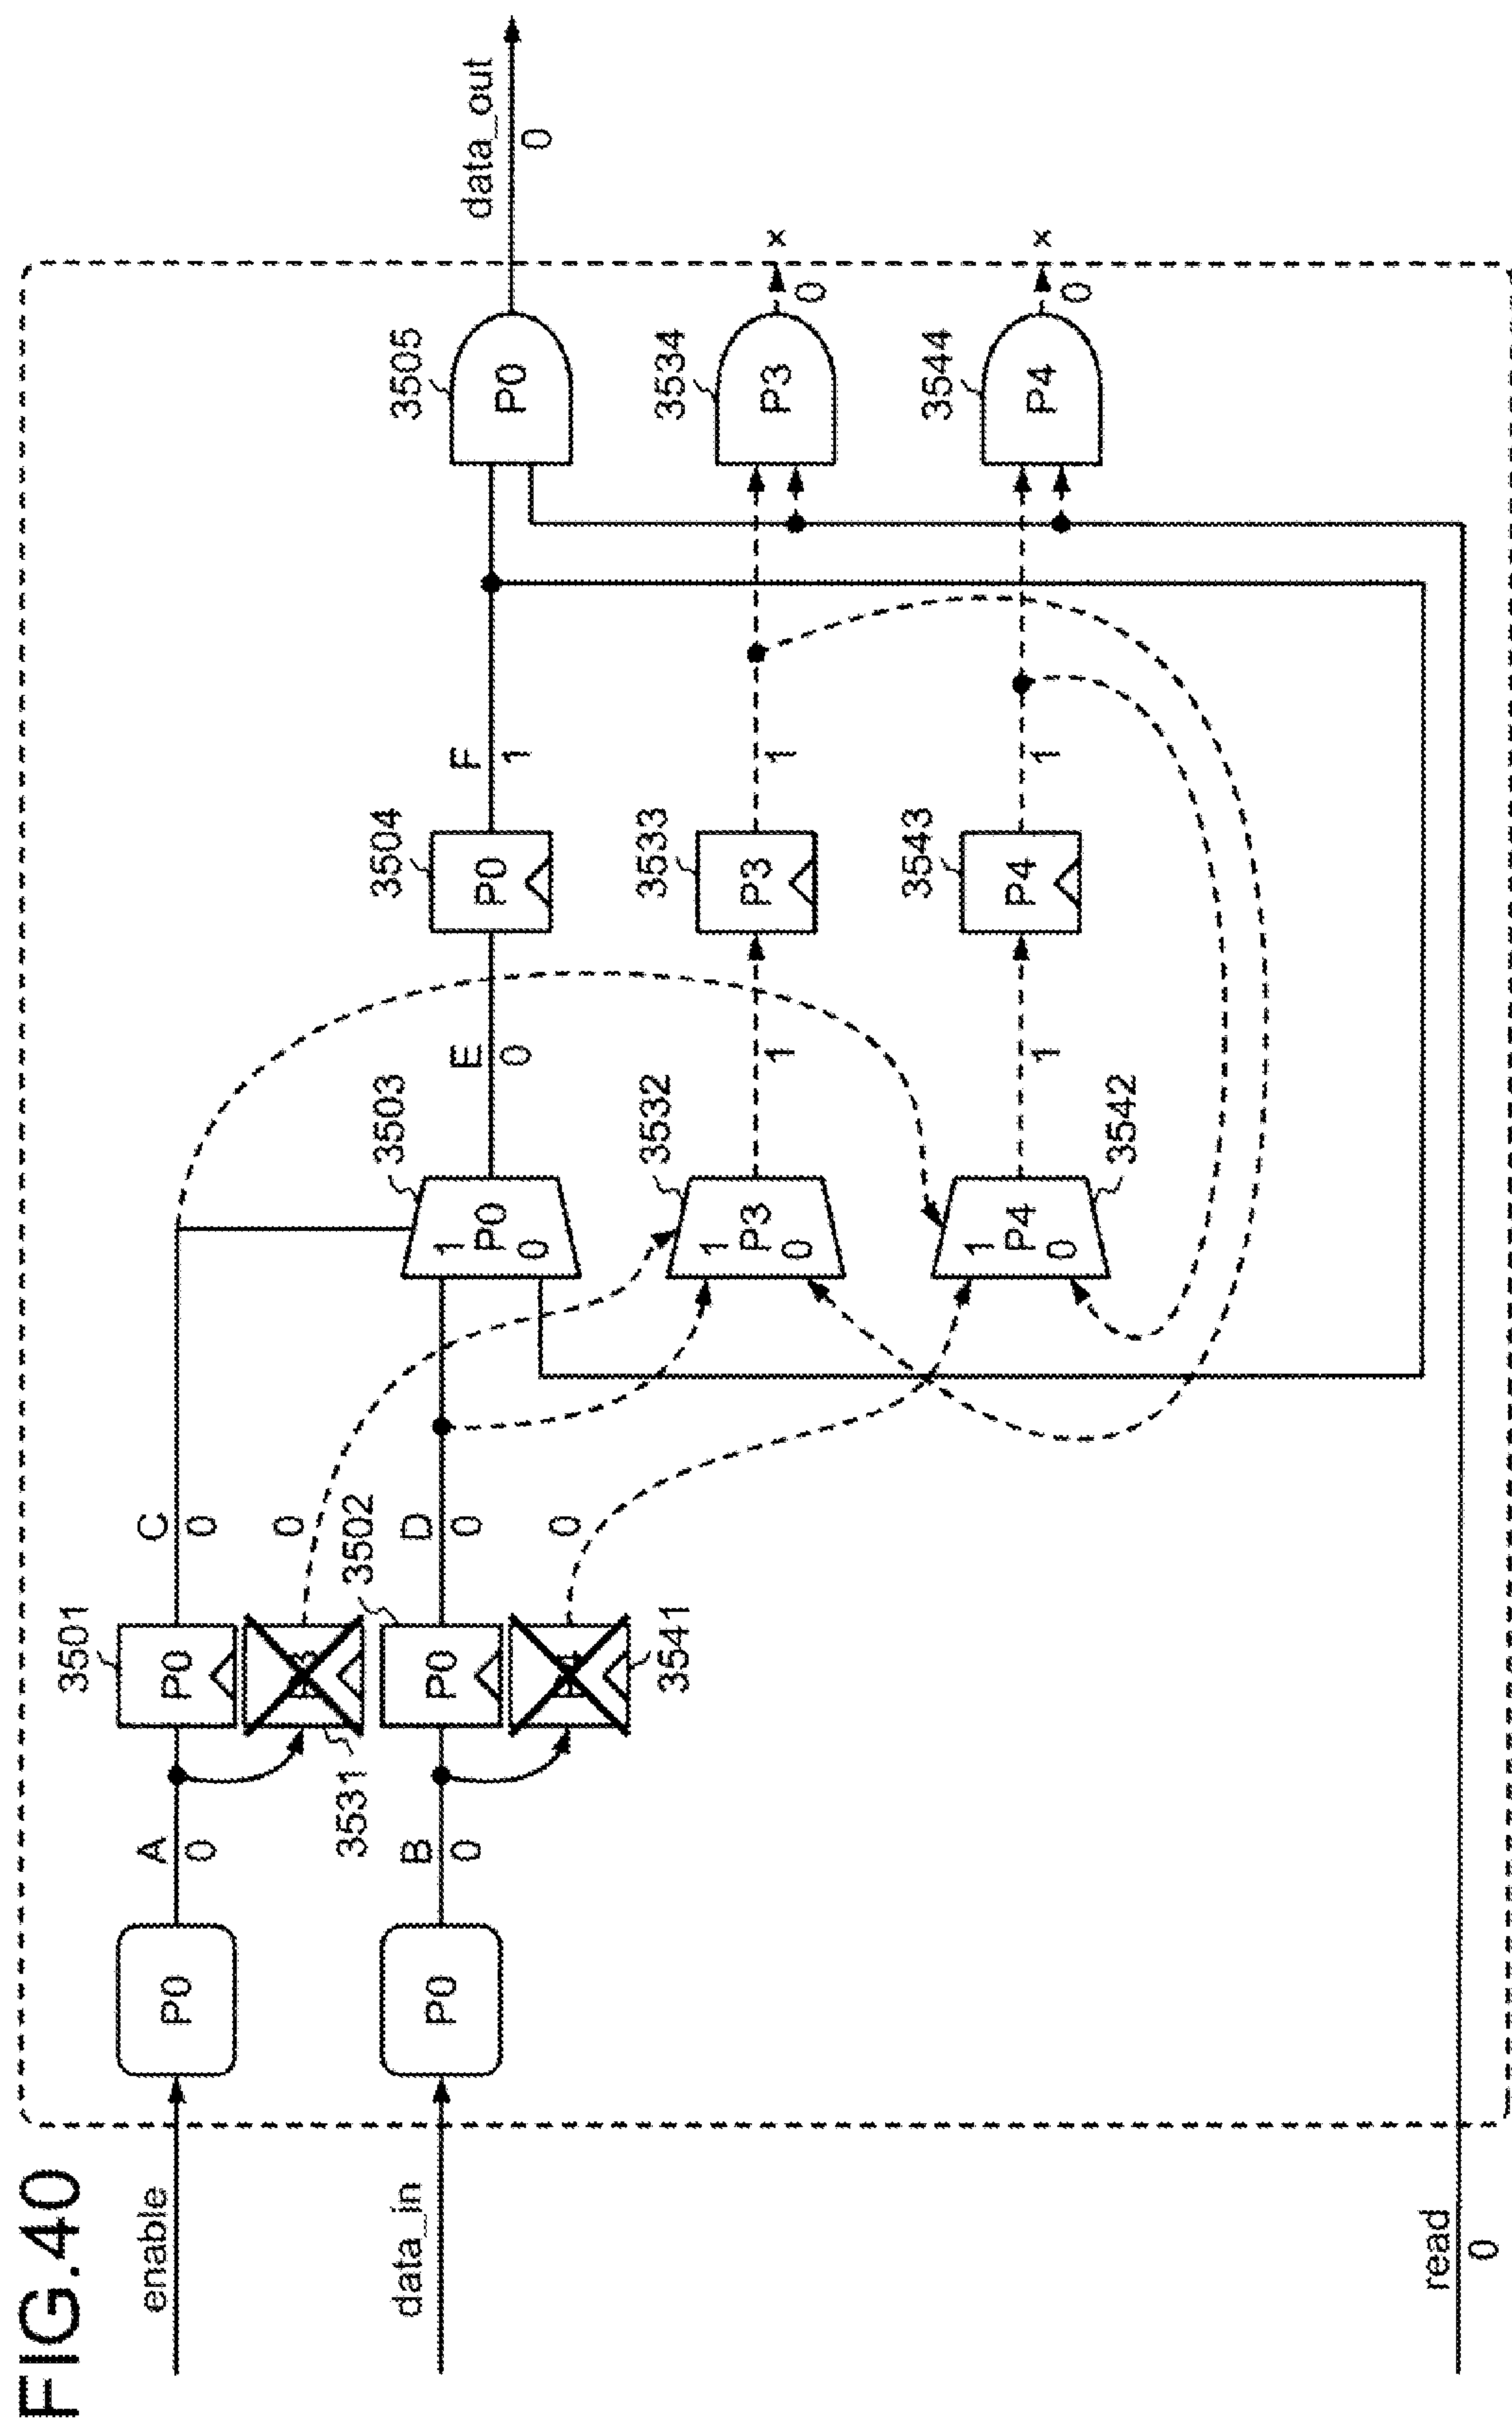 FIG.40
enable
P0
A
0
3501
P0
C
0
3531
0
data_in
P0
B
0
3502
P0
D
0
3541
0
3503
1
P0
0
E
0
3504
P0
F
1
3505
P0
data_out
0
3532
1
P3
0
1
3533
P3
1
3534
P3
0
x
3542
1
P4
0
1
3543
P4
1
3544
P4
0
x
read
0